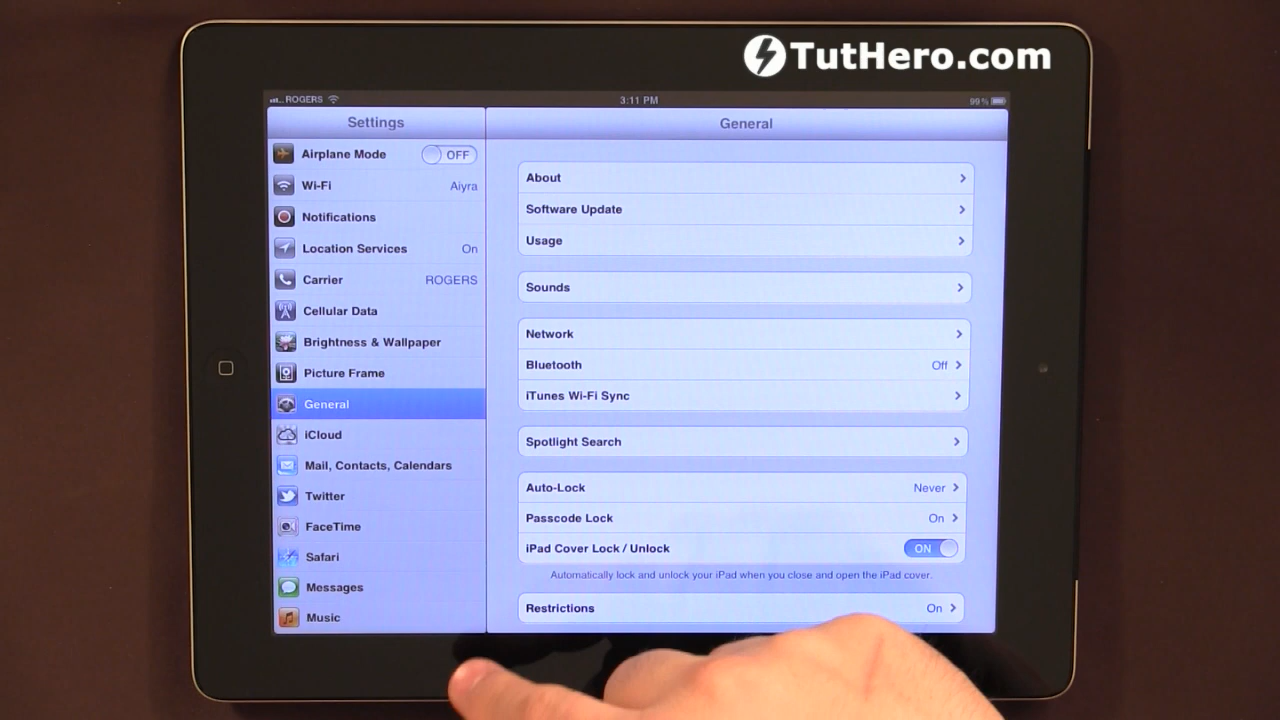 TutHero.com
ROGERS 3:11 PM 99 %
Settings
Airplane Mode OFF
Wi-Fi Aiyra
Notifications
Location Services On
Carrier ROGERS
Cellular Data
Brightness & Wallpaper
Picture Frame
General
iCloud
Mail, Contacts, Calendars
Twitter
FaceTime
Safari
Messages
Music
General
About
Software Update
Usage
Sounds
Network
Bluetooth Off
iTunes Wi-Fi Sync
Spotlight Search
Auto-Lock Never
Passcode Lock On
iPad Cover Lock / Unlock ON
Automatically lock and unlock your iPad when you close and open the iPad cover.
Restrictions On